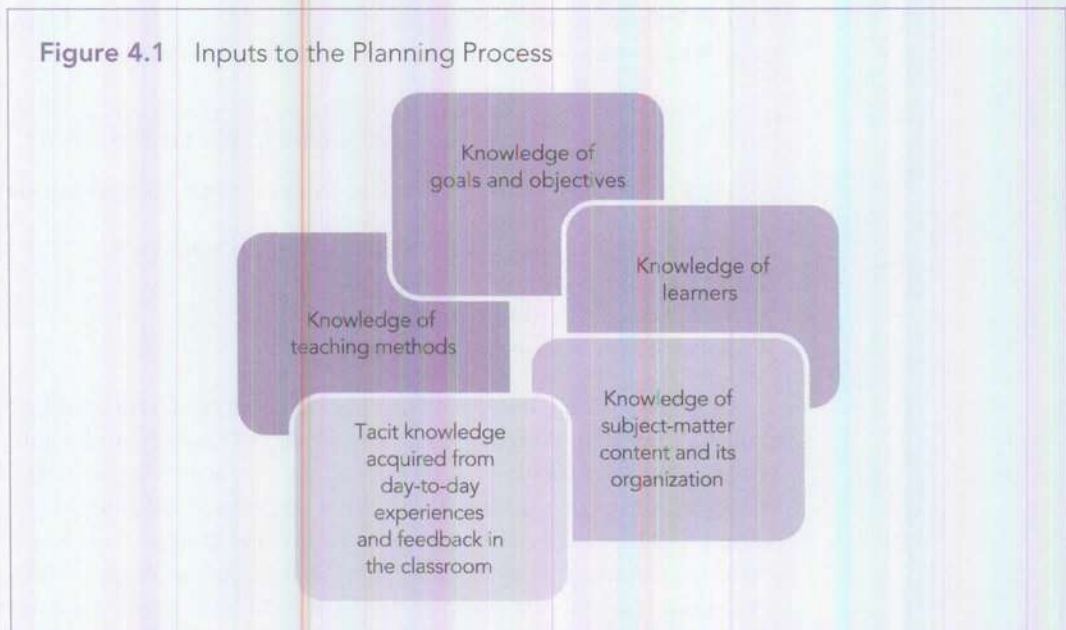 Figure 4.1 Inputs to the Planning Process
Knowledge of
goals and objectives
Knowledge of
learners
Knowledge of
teaching methods
Knowledge of
subject-matter
content and its
organization
Tacit knowledge
acquired from
day-to-day
experiences
and feedback in
the classroom